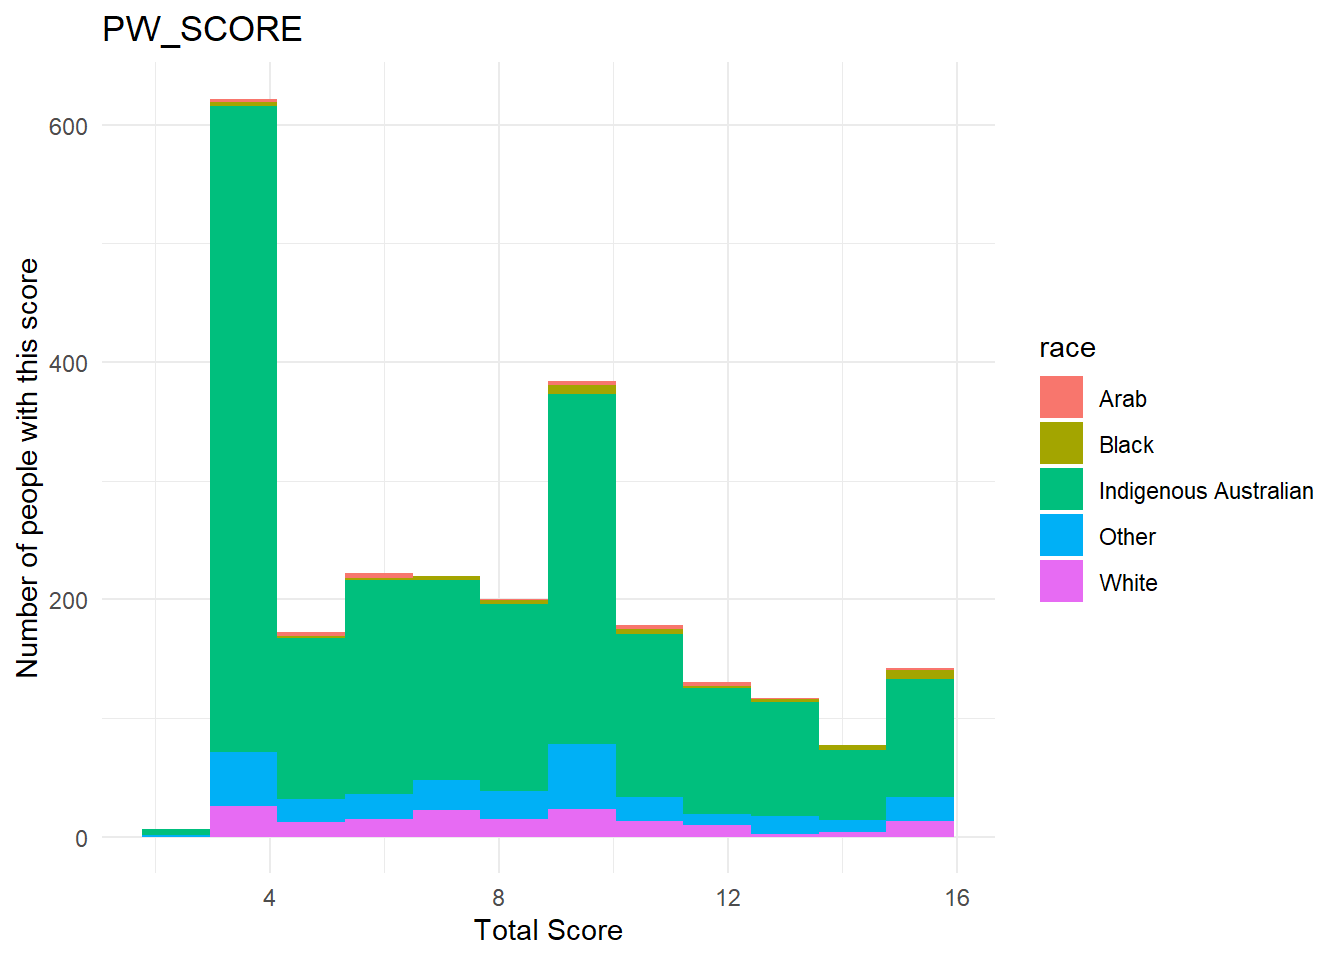 PW_SCORE
Number of people with this score
600
400
200
0
4 8 12 16
Total Score
race
Arab
Black
Indigenous Australian
Other
White